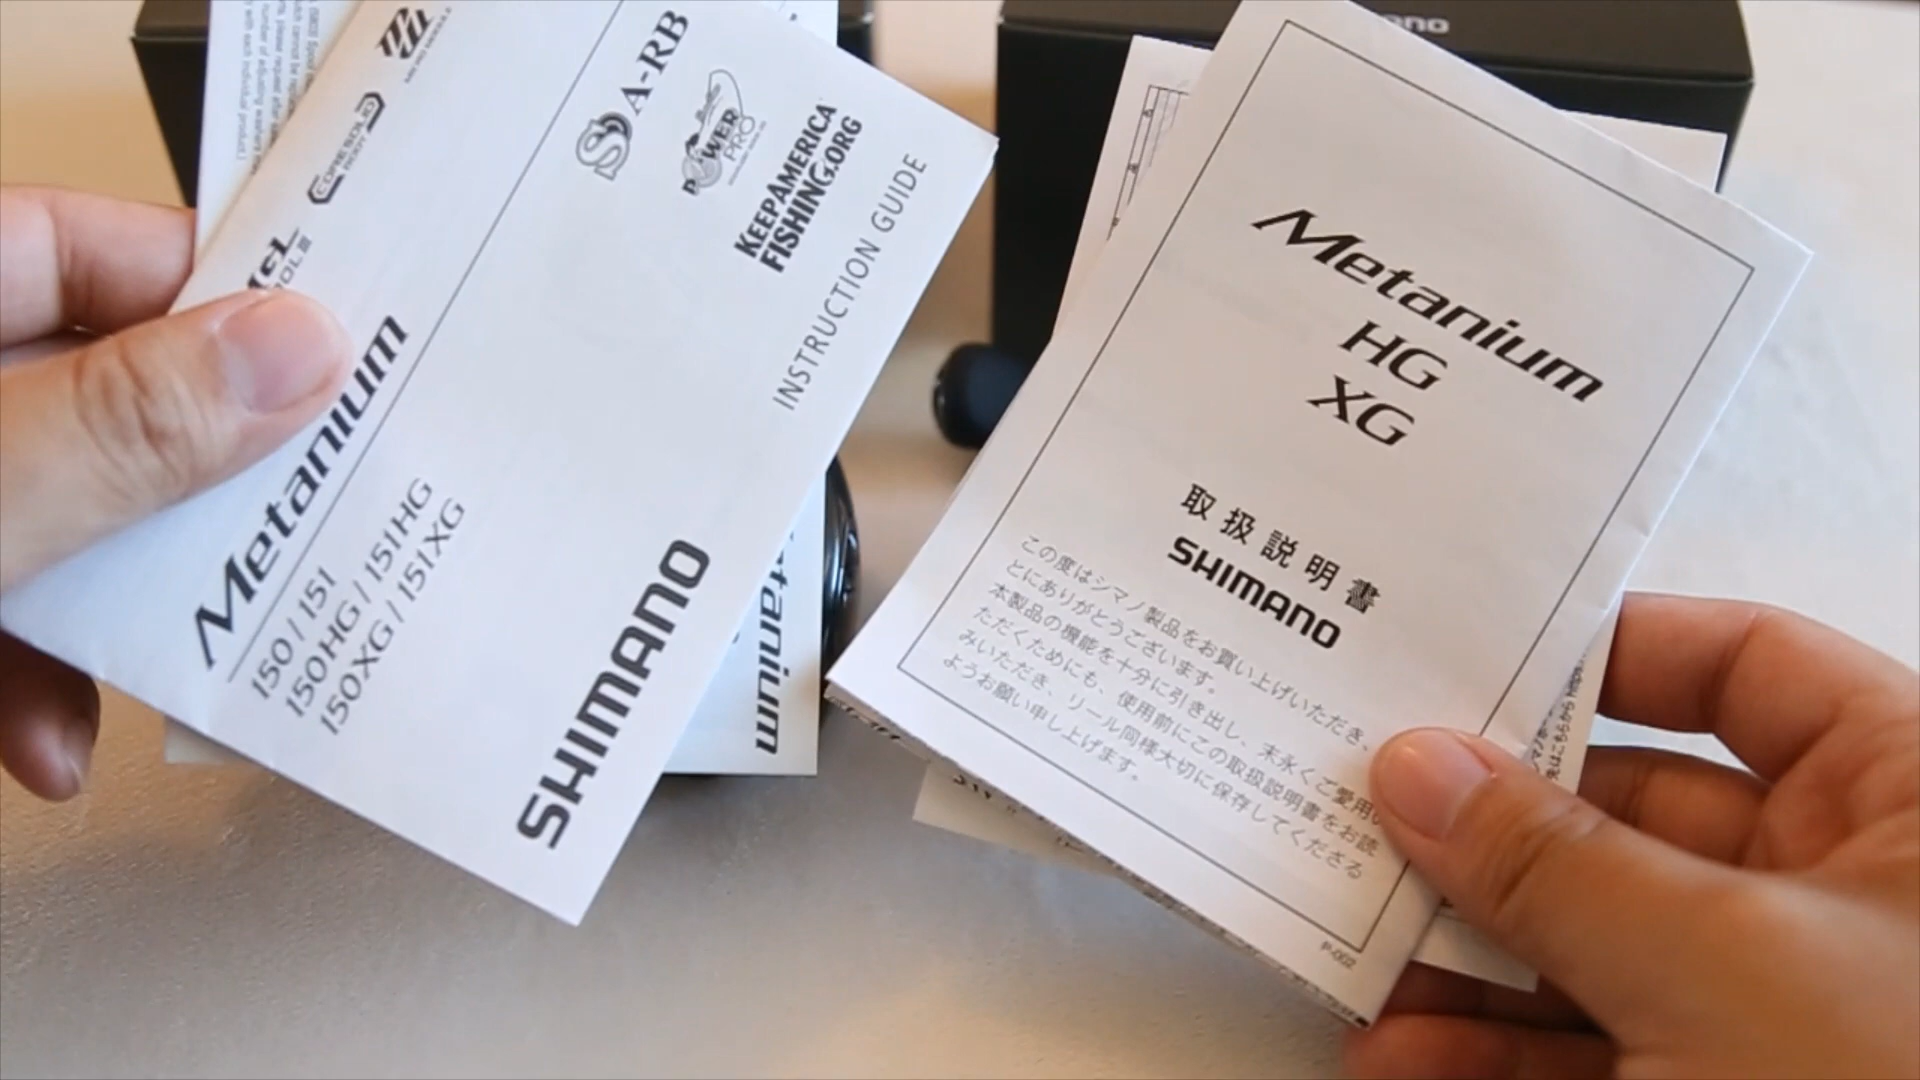 CORESOLID
BODY
Metanium
150 / 151
150HG / 151HG
150XG / 151XG
S A-RB
POWER
PRO
KEEPAMERICA
FISHING.ORG
INSTRUCTION GUIDE
SHIMANO
Metanium
HG
XG
取扱説明書
SHIMANO
この度はシマノ製品をお買い上げいただき、
とにありがとうございます。
本製品の機能を十分に引き出し、末永くご愛用い
ただくためにも、使用前にこの取扱説明書をお読
みいただき、リール同様大切に保存してくださる
ようお願い申し上げます。
P-002
etanium